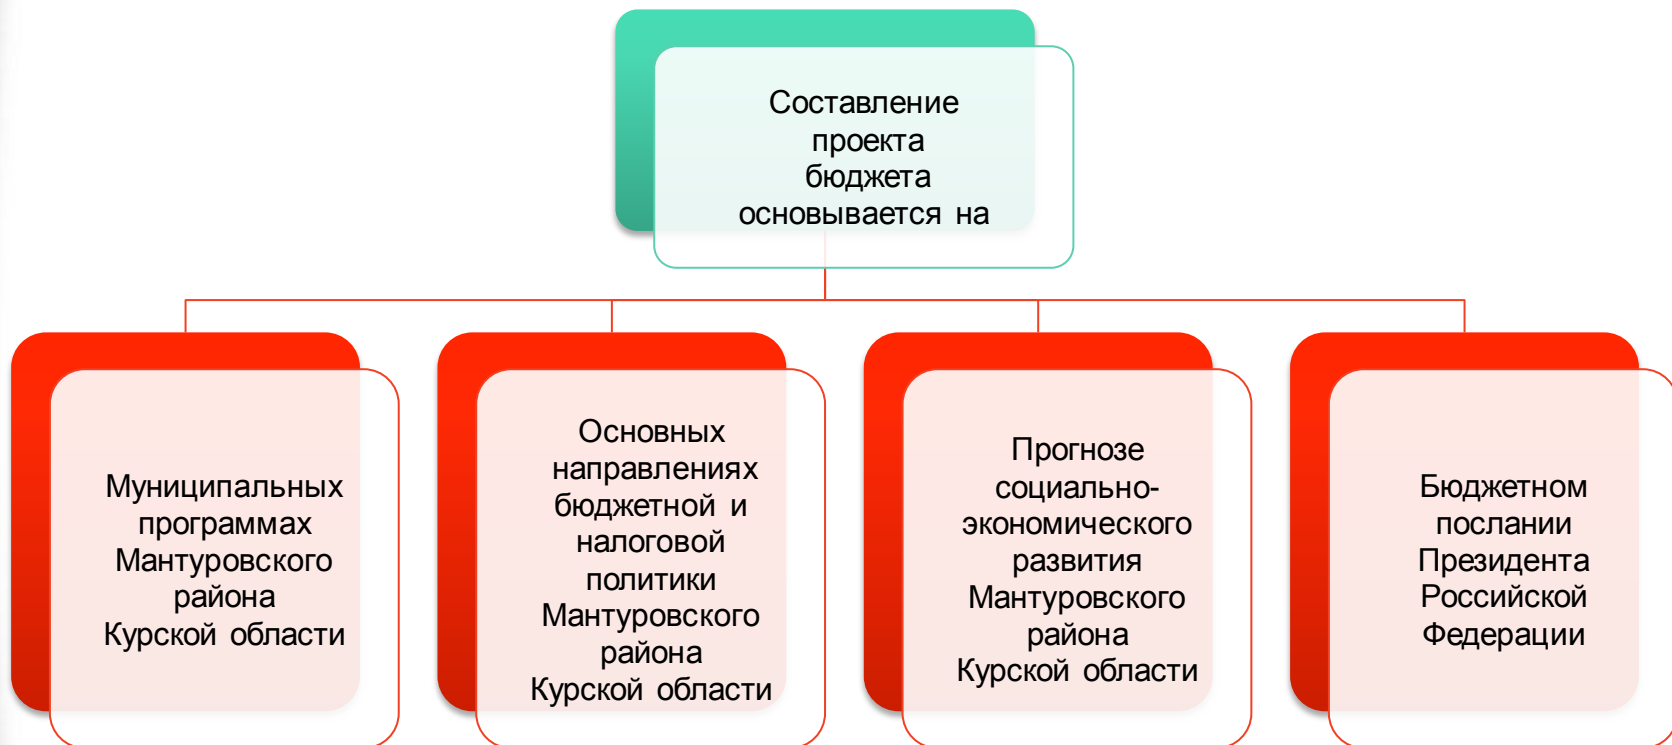 Составление
проекта
бюджета
основывается на
Муниципальных
программах
Мантуровского
района
Курской области
Основных
направлениях
бюджетной и
налоговой
политики
Мантуровского
района
Курской области
Прогнозе
социально-
экономического
развития
Мантуровского
района
Курской области
Бюджетном
послании
Президента
Российской
Федерации